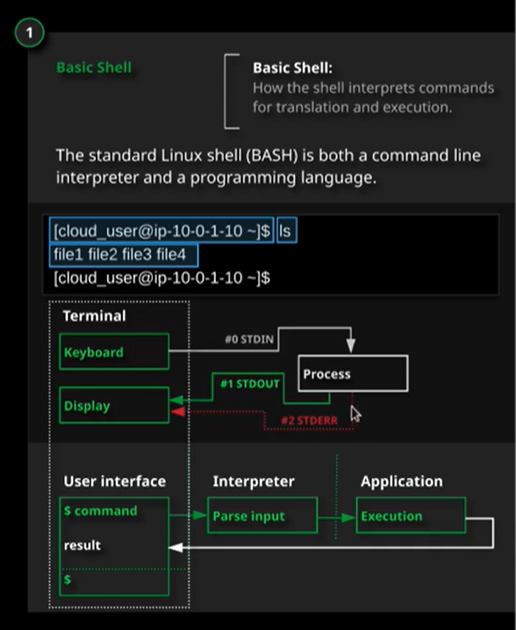 1
Basic Shell
Basic Shell:
How the shell interprets commands
for translation and execution.
The standard Linux shell (BASH) is both a command line
interpreter and a programming language.
[cloud_user@ip-10-0-1-10 ~]$ ls
file1 file2 file3 file4
[cloud_user@ip-10-0-1-10 ~]$
Terminal
Keyboard
#0 STDIN
Process
#1 STDOUT
Display
#2 STDERR
User interface
Interpreter
Application
$ command
Parse input
Execution
result
$